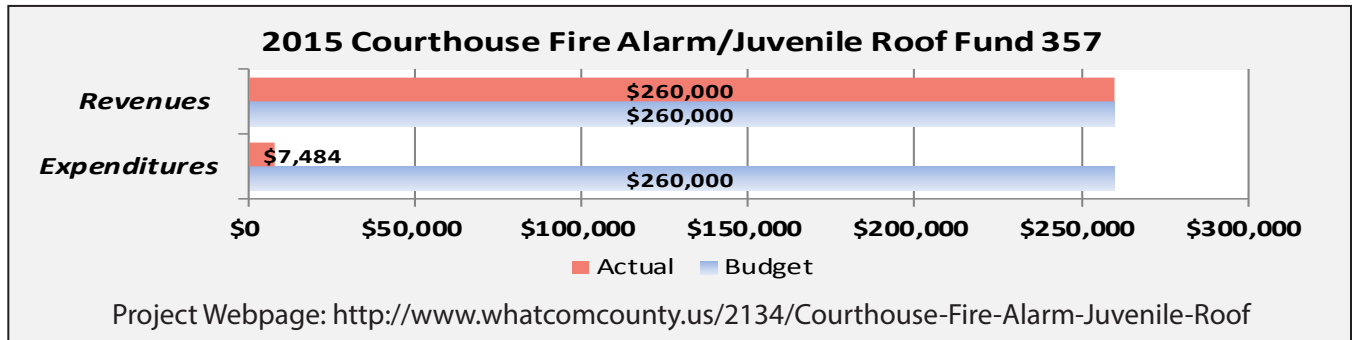 2015 Courthouse Fire Alarm/Juvenile Roof Fund 357
Revenues
$260,000
$260,000
Expenditures
$7,484
$260,000
$0 $50,000 $100,000 $150,000 $200,000 $250,000 $300,000
Actual Budget
Project Webpage: http://www.whatcomcounty.us/2134/Courthouse-Fire-Alarm-Juvenile-Roof